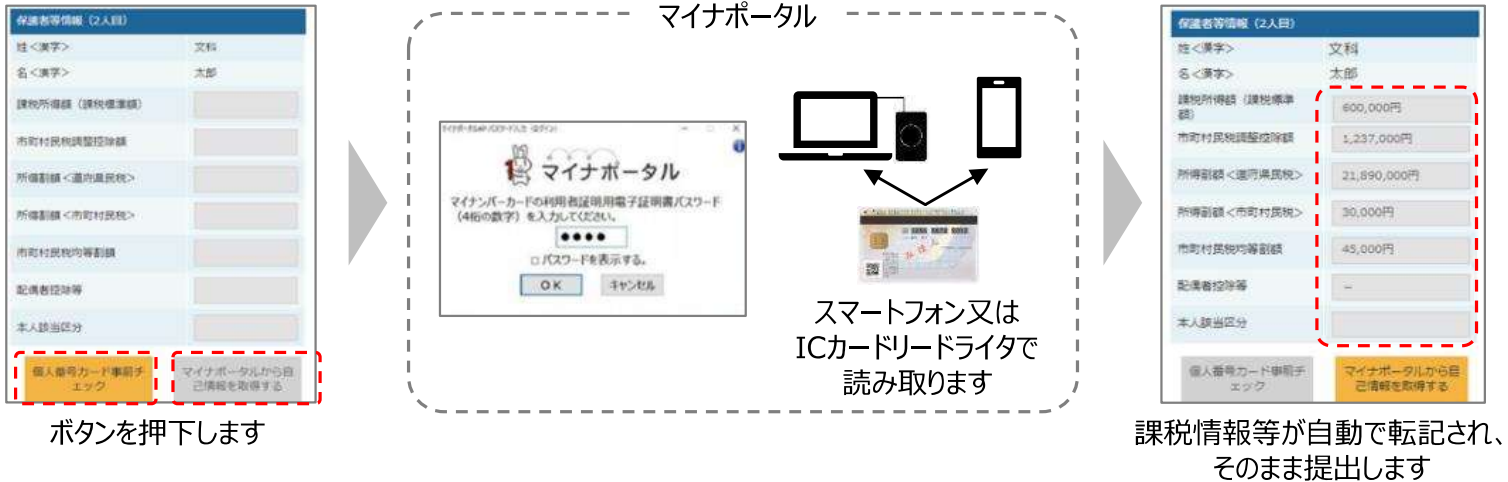 保護者等情報（2人目）
姓<漢字> 文科
名<漢字> 太郎
課税所得額（課税標準額）
市町村民税調整控除額
所得割額<道府県民税>
所得割額<市町村民税>
市町村民税均等割額
配偶者控除等
本人該当区分
個人番号カード事前チ
ェック
マイナポータルから自
己情報を取得する
ボタンを押下します
マイナポータル
マイナポータル
マイナンバーカードの利用者証明用電子証明書パスワード
（4桁の数字）を入力してください。
●●●●
□パスワードを表示する。
OK キャンセル
スマートフォン又は
ICカードリードライタで
読み取ります
保護者等情報（2人目）
姓<漢字> 文科
名<漢字> 太郎
課税所得額（課税標準
額） 600,000円
市町村民税調整控除額 1,237,000円
所得割額<道府県民税> 21,890,000円
所得割額<市町村民税> 30,000円
市町村民税均等割額 45,000円
配偶者控除等 －
本人該当区分
個人番号カード事前チ
ェック
マイナポータルから自
己情報を取得する
課税情報等が自動で転記され、
そのまま提出します